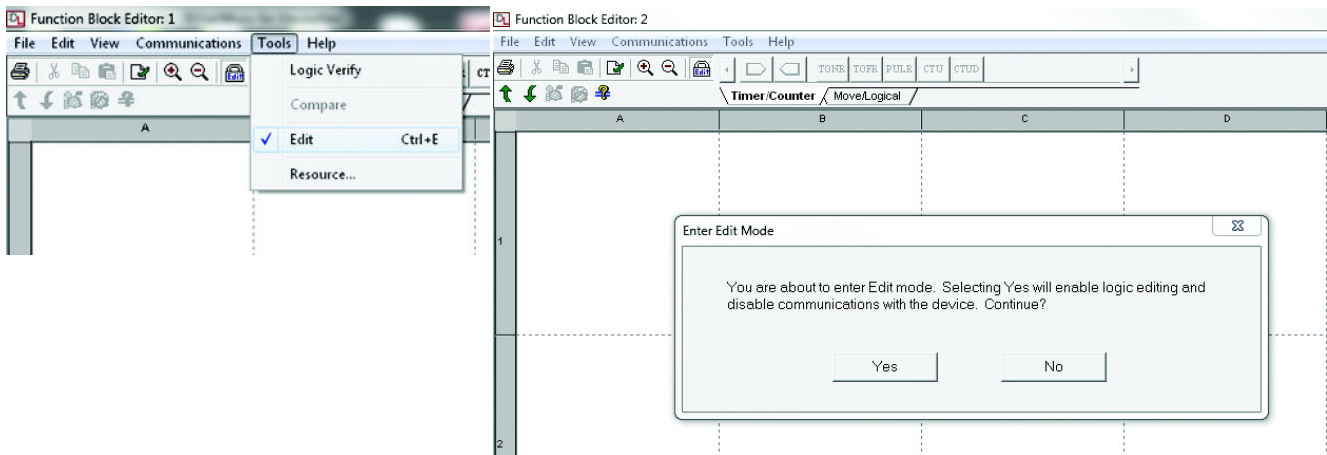 Function Block Editor: 1
File Edit View Communications Tools Help
Edit
CT
Logic Verify
Compare
Edit Ctrl+E
Resource...
A
Function Block Editor: 2
File Edit View Communications Tools Help
Edit TONR TOFR PULR CTU CTUD
Timer/Counter Move/Logical
A B C D
1
Enter Edit Mode
You are about to enter Edit mode. Selecting Yes will enable logic editing and
disable communications with the device. Continue?
Yes No
2